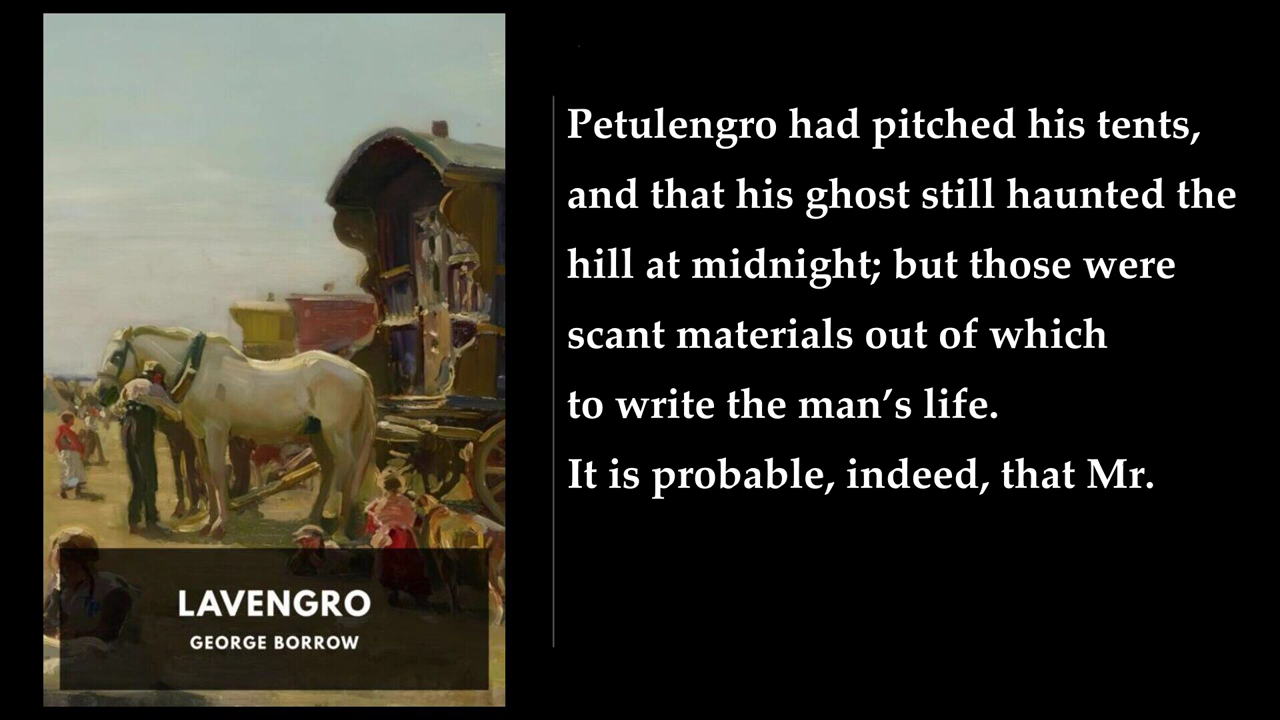 LAVENGRO
GEORGE BORROW
Petulengro had pitched his tents,
and that his ghost still haunted the
hill at midnight; but those were
scant materials out of which
to write the man’s life.
It is probable, indeed, that Mr.